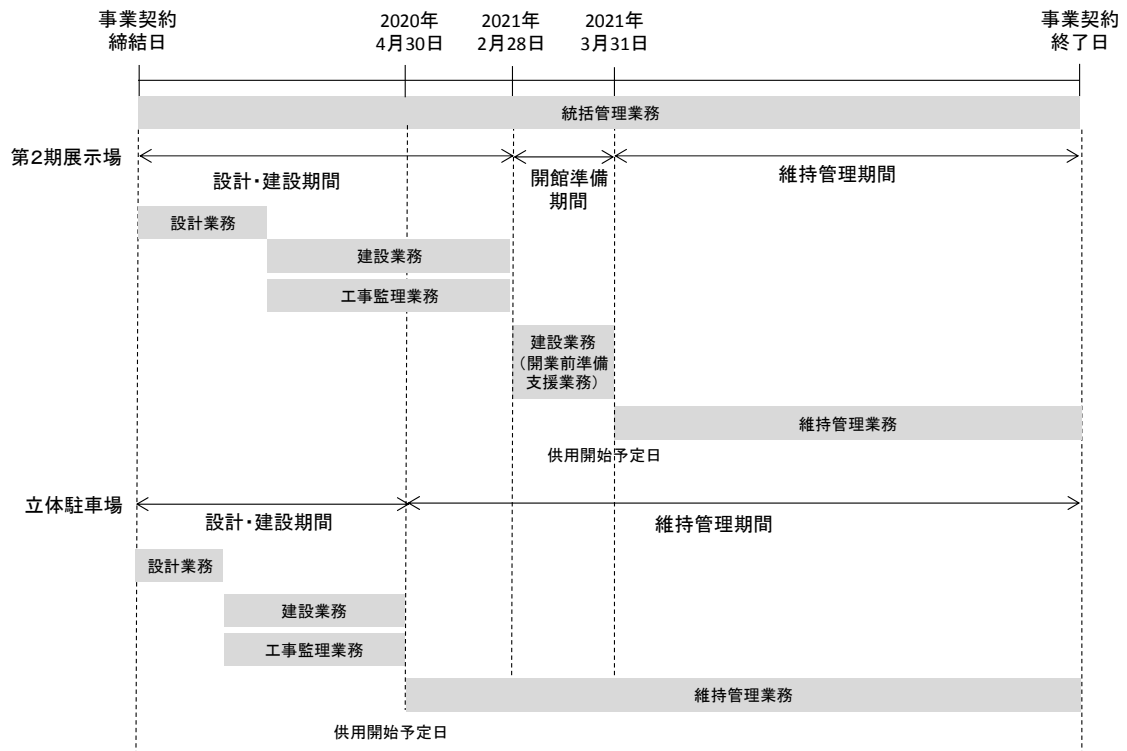 事業契約
締結日
2020年
4月30日
2021年
2月28日
2021年
3月31日
事業契約
終了日
統括管理業務
第2期展示場
設計・建設期間
開館準備
期間
維持管理期間
設計業務
建設業務
工事監理業務
建設業務
（開業前準備
支援業務）
維持管理業務
供用開始予定日
立体駐車場
設計・建設期間
維持管理期間
設計業務
建設業務
工事監理業務
維持管理業務
供用開始予定日